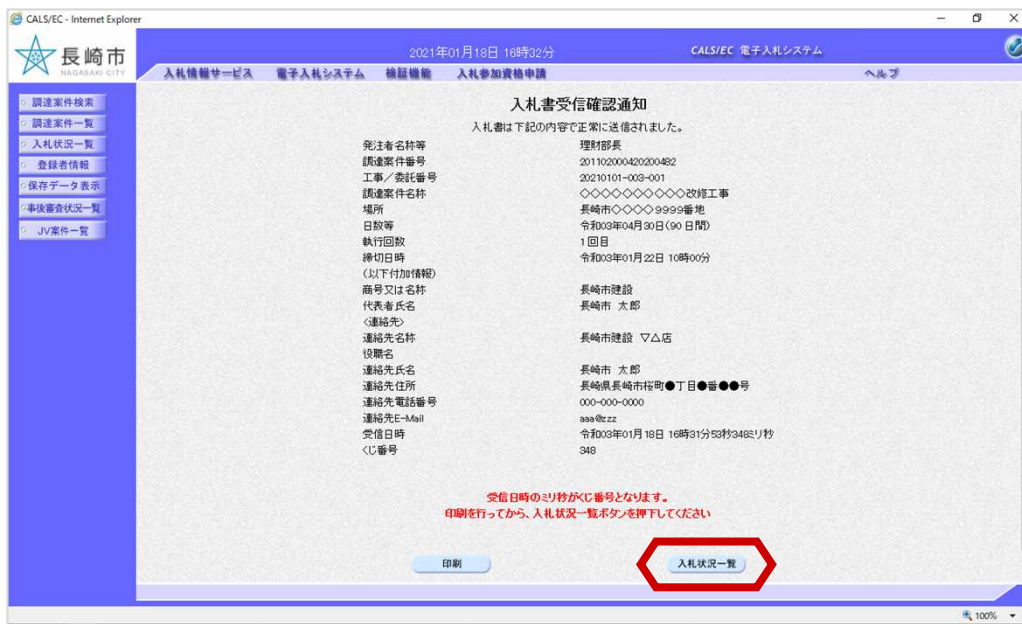 CALS/EC - Internet Explorer
長崎市
NAGASAKI CITY
2021年01月18日 16時32分
CALS/EC 電子入札システム
入札情報サービス 電子入札システム 検証機能 入札参加資格申請 ヘルプ
調達案件検索
調達案件一覧
入札状況一覧
登録者情報
保存データ表示
事後審査状況一覧
JV案件一覧
入札書受信確認通知
入札書は下記の内容で正常に送信されました。
発注者名称等 理財部長
調達案件番号 201102000420200482
工事/委託番号 20210101-003-001
調達案件名称 ◇◇◇◇◇◇◇◇◇◇改修工事
場所 長崎市◇◇◇◇9999番地
日数等 令和03年04月30日(90日間)
執行回数 1回目
締切日時 令和03年01月22日 10時00分
(以下付加情報)
商号又は名称 長崎市建設
代表者氏名 長崎市 太郎
<連絡先>
連絡先名称 長崎市建設 ▽△店
役職名
連絡先氏名 長崎市 太郎
連絡先住所 長崎県長崎市桜町●丁目●番●●号
連絡先電話番号 000-000-0000
連絡先E-Mail aaa@zzz
受信日時 令和03年01月18日 16時31分53秒348ミリ秒
くじ番号 348
受信日時のミリ秒がくじ番号となります。
印刷を行ってから、入札状況一覧ボタンを押下してください
印刷 入札状況一覧
100%